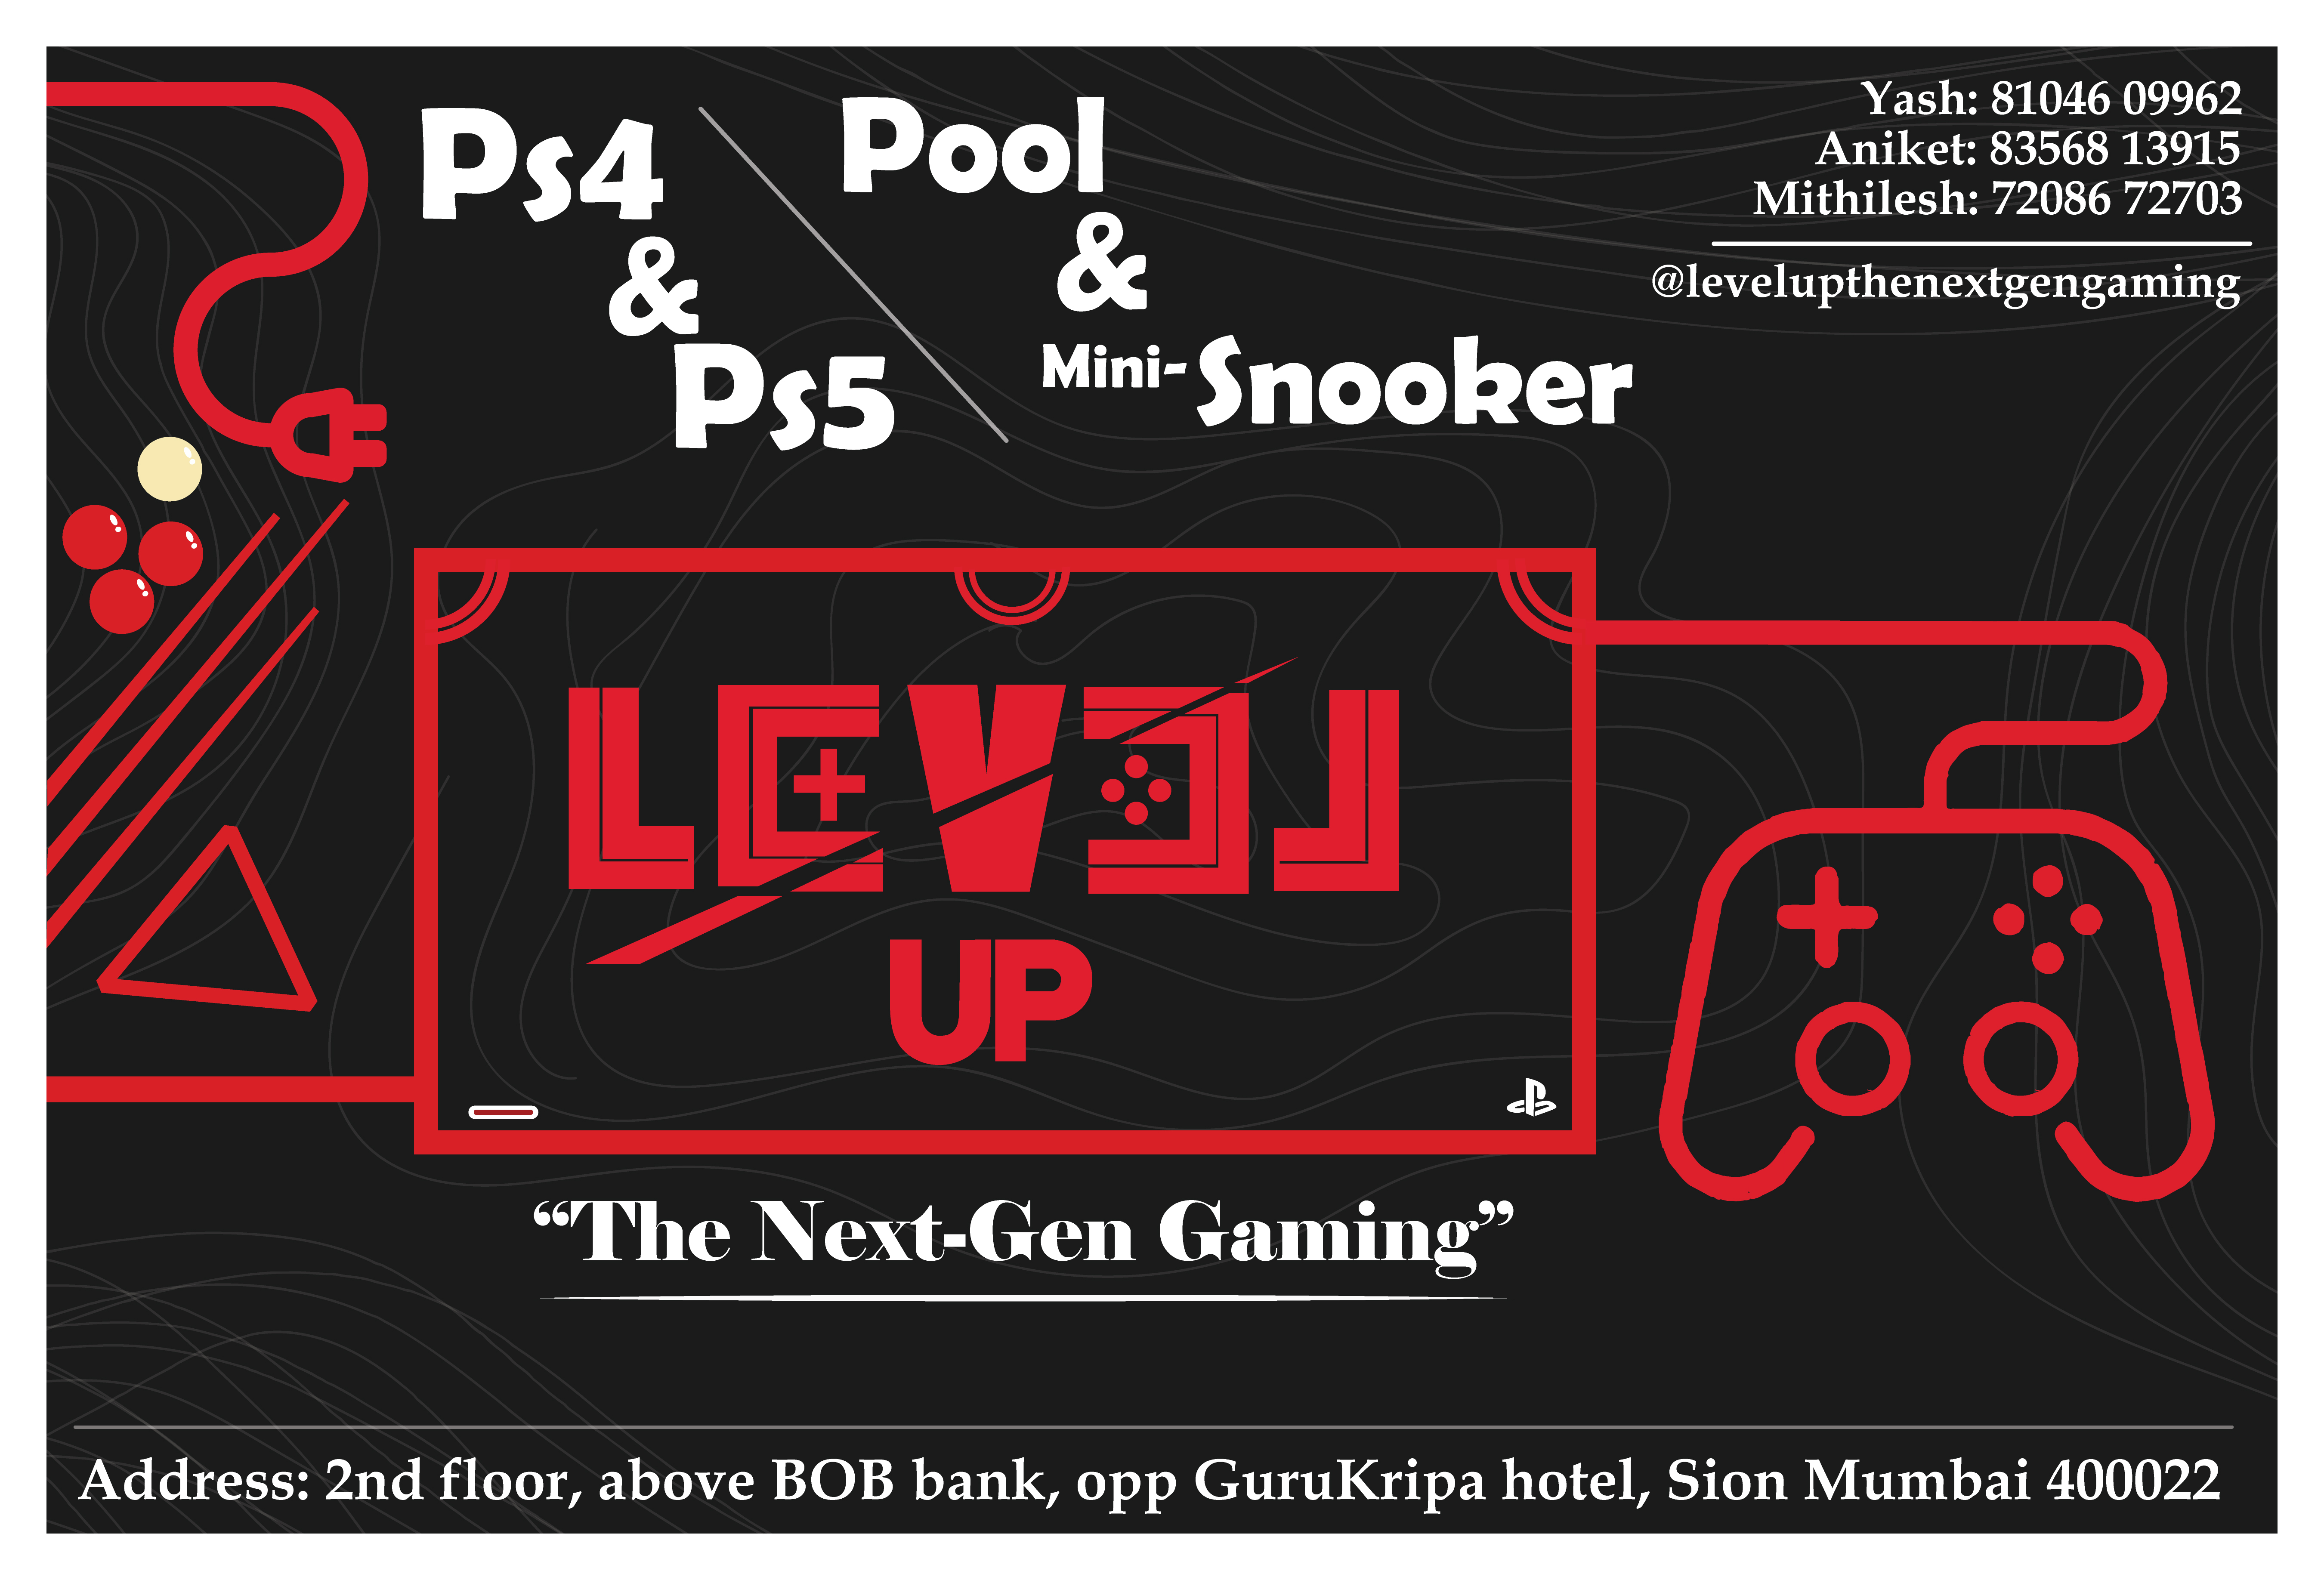 Ps4
&
Ps5
Pool
&
Mini-Snooker
Yash: 81046 09962
Aniket: 83568 13915
Mithilesh: 72086 72703
@levelupthenextgengaming
LEVEL
UP
“The Next-Gen Gaming”
Address: 2nd floor, above BOB bank, opp GuruKripa hotel, Sion Mumbai 400022